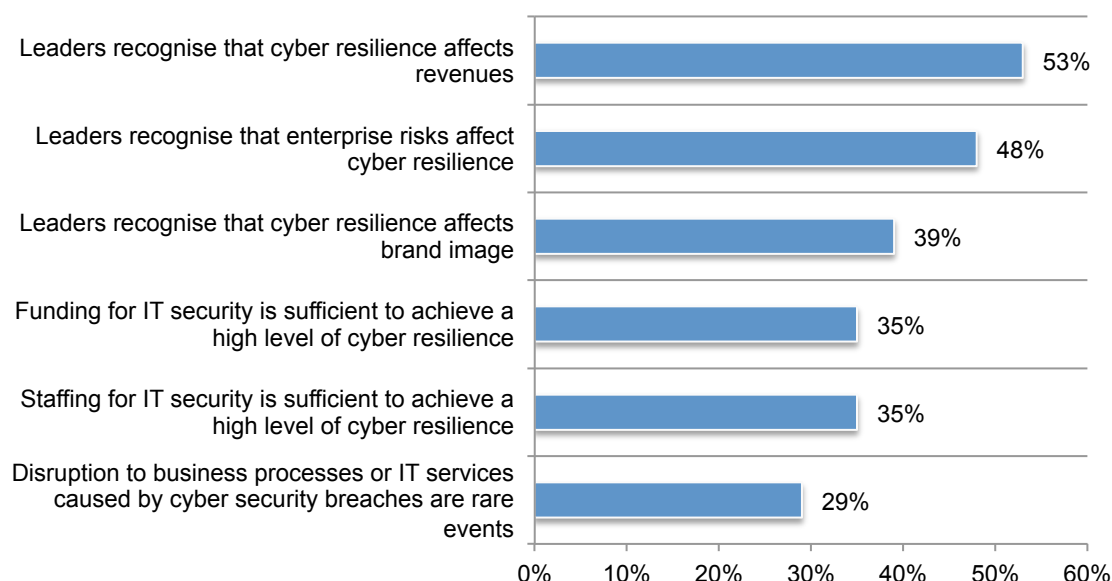 Leaders recognise that cyber resilience affects
revenues
53%
Leaders recognise that enterprise risks affect
cyber resilience
48%
Leaders recognise that cyber resilience affects
brand image
39%
Funding for IT security is sufficient to achieve a
high level of cyber resilience
35%
Staffing for IT security is sufficient to achieve a
high level of cyber resilience
35%
Disruption to business processes or IT services
caused by cyber security breaches are rare
events
29%
0% 10% 20% 30% 40% 50% 60%